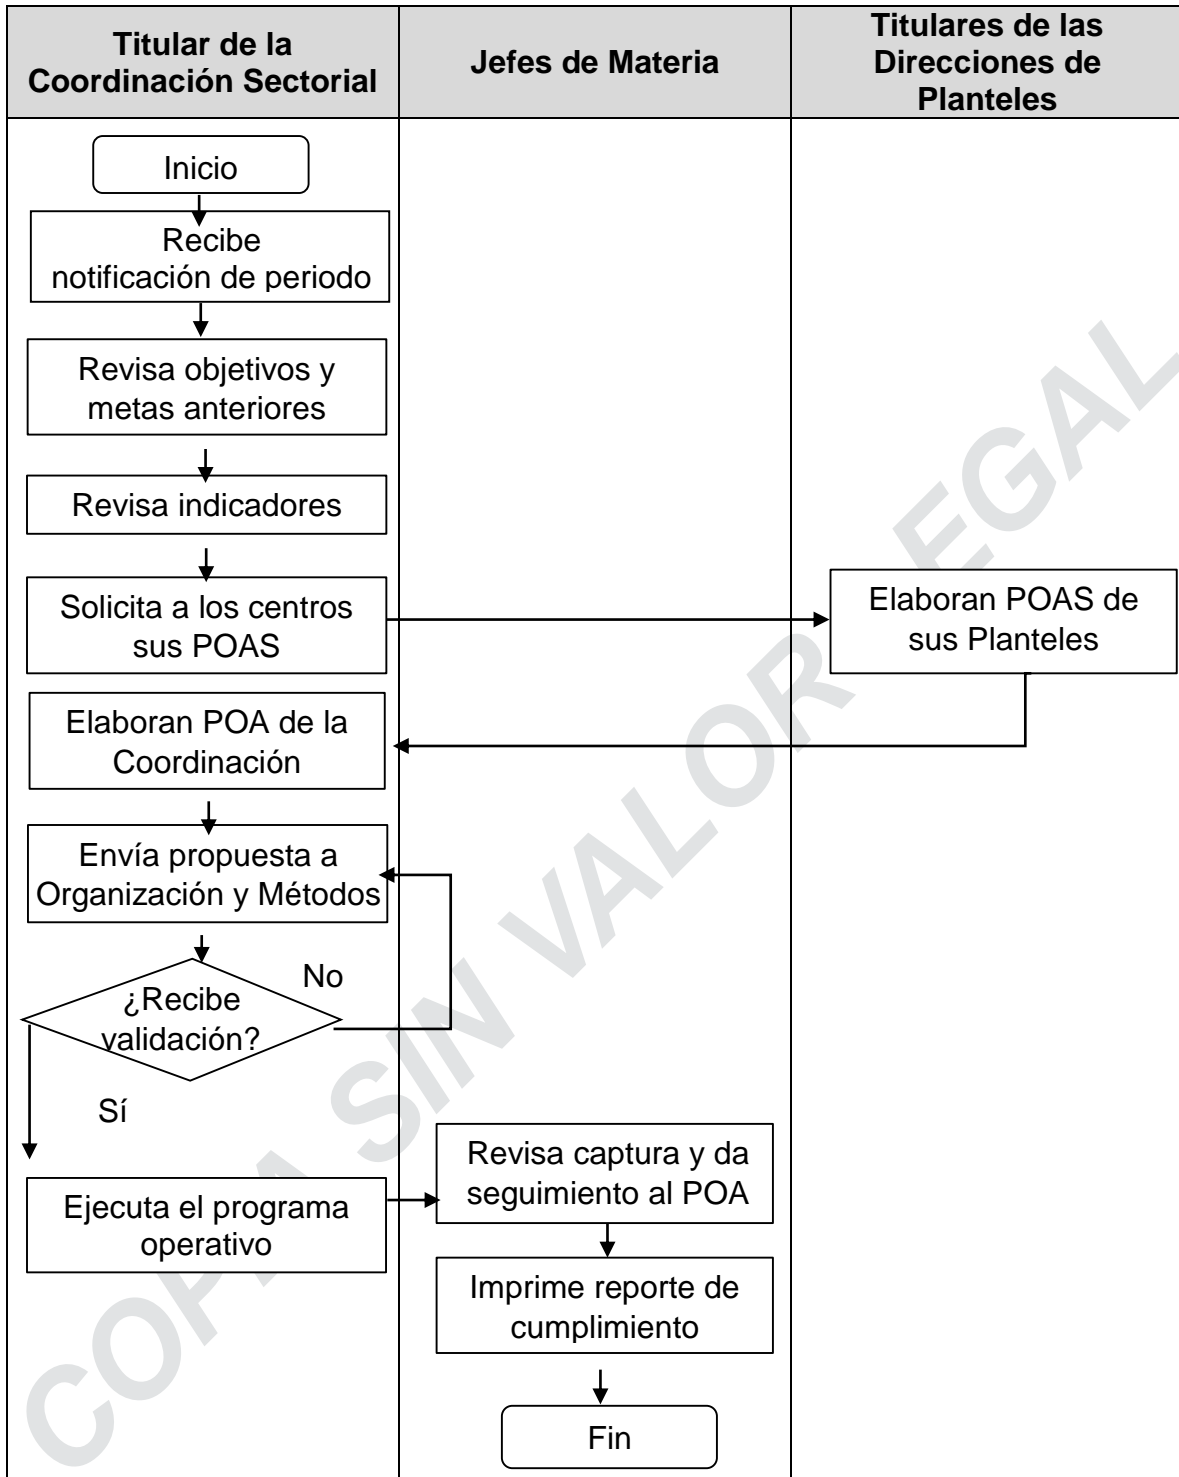 Titular de la
Coordinación Sectorial
Jefes de Materia
Titulares de las
Direcciones de
Planteles
Inicio
Recibe
notificación de periodo
Revisa objetivos y
metas anteriores
Revisa indicadores
Solicita a los centros
sus POAS
Elaboran POAS de
sus Planteles
Elaboran POA de la
Coordinación
Envía propuesta a
Organización y Métodos
¿Recibe
validación?
No
Sí
Ejecuta el programa
operativo
Revisa captura y da
seguimiento al POA
Imprime reporte de
cumplimiento
Fin
COPIA SIN VALOR LEGAL